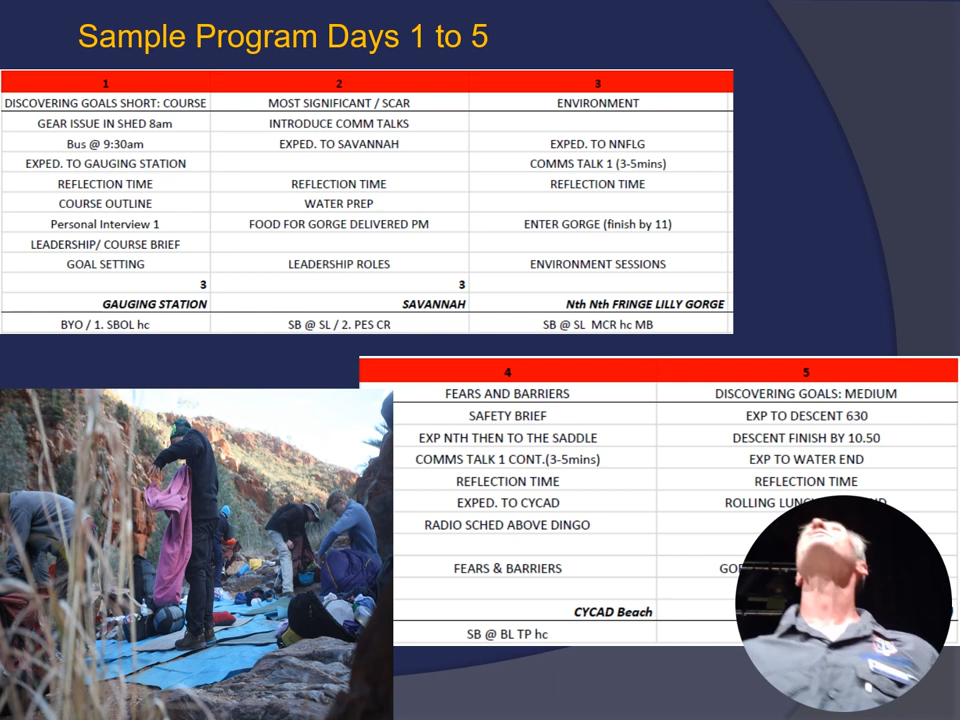 Sample Program Days 1 to 5
1 2 3
DISCOVERING GOALS SHORT: COURSE MOST SIGNIFICANT / SCAR ENVIRONMENT
GEAR ISSUE IN SHED 8am INTRODUCE COMM TALKS
Bus @ 9:30am EXPED. TO SAVANNAH EXPED. TO NNFLG
EXPED. TO GAUGING STATION COMMS TALK 1 (3-5mins)
REFLECTION TIME REFLECTION TIME REFLECTION TIME
COURSE OUTLINE WATER PREP
Personal Interview 1 FOOD FOR GORGE DELIVERED PM ENTER GORGE (finish by 11)
LEADERSHIP/ COURSE BRIEF
GOAL SETTING LEADERSHIP ROLES ENVIRONMENT SESSIONS
3 3
GAUGING STATION SAVANNAH Nth Nth FRINGE LILLY GORGE
BYO / 1. SBOL hc SB @ SL / 2. PES CR SB @ SL MCR hc MB
4 5
FEARS AND BARRIERS DISCOVERING GOALS: MEDIUM
SAFETY BRIEF EXP TO DESCENT 630
EXP NTH THEN TO THE SADDLE DESCENT FINISH BY 10.50
COMMS TALK 1 CONT.(3-5mins) EXP TO WATER END
REFLECTION TIME REFLECTION TIME
EXPED. TO CYCAD ROLLING
RADIO SCHED ABOVE DINGO
FEARS & BARRIERS
CYCAD Beach
SB @ BL TP hc